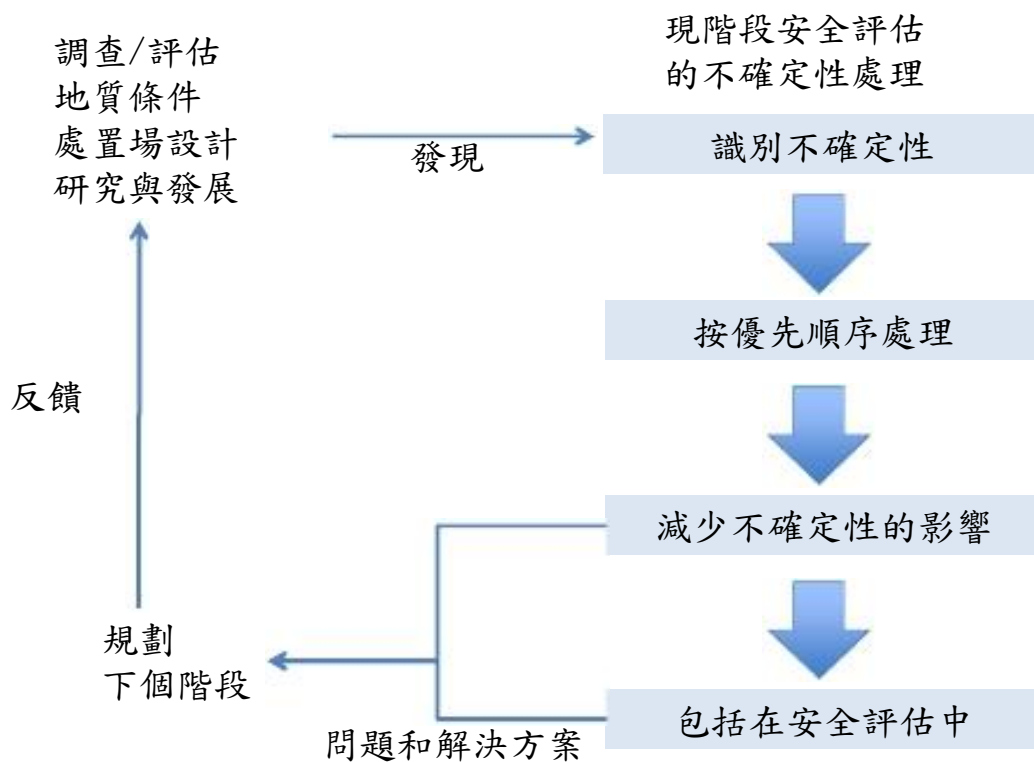 調查/評估
地質條件
處置場設計
研究與發展
發現
現階段安全評估
的不確定性處理
識別不確定性
按優先順序處理
減少不確定性的影響
包括在安全評估中
問題和解決方案
規劃
下個階段
反饋